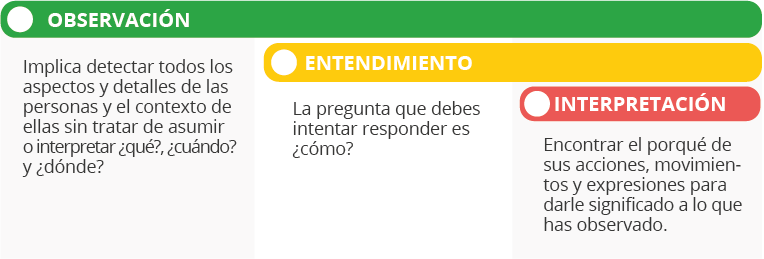 OBSERVACIÓN
Implica detectar todos los
aspectos y detalles de las
personas y el contexto de
ellas sin tratar de asumir
o interpretar ¿qué?, ¿cuándo?
y ¿dónde?
ENTENDIMIENTO
La pregunta que debes
intentar responder es
¿cómo?
INTERPRETACIÓN
Encontrar el porqué de
sus acciones, movimien-
tos y expresiones para
darle significado a lo que
has observado.